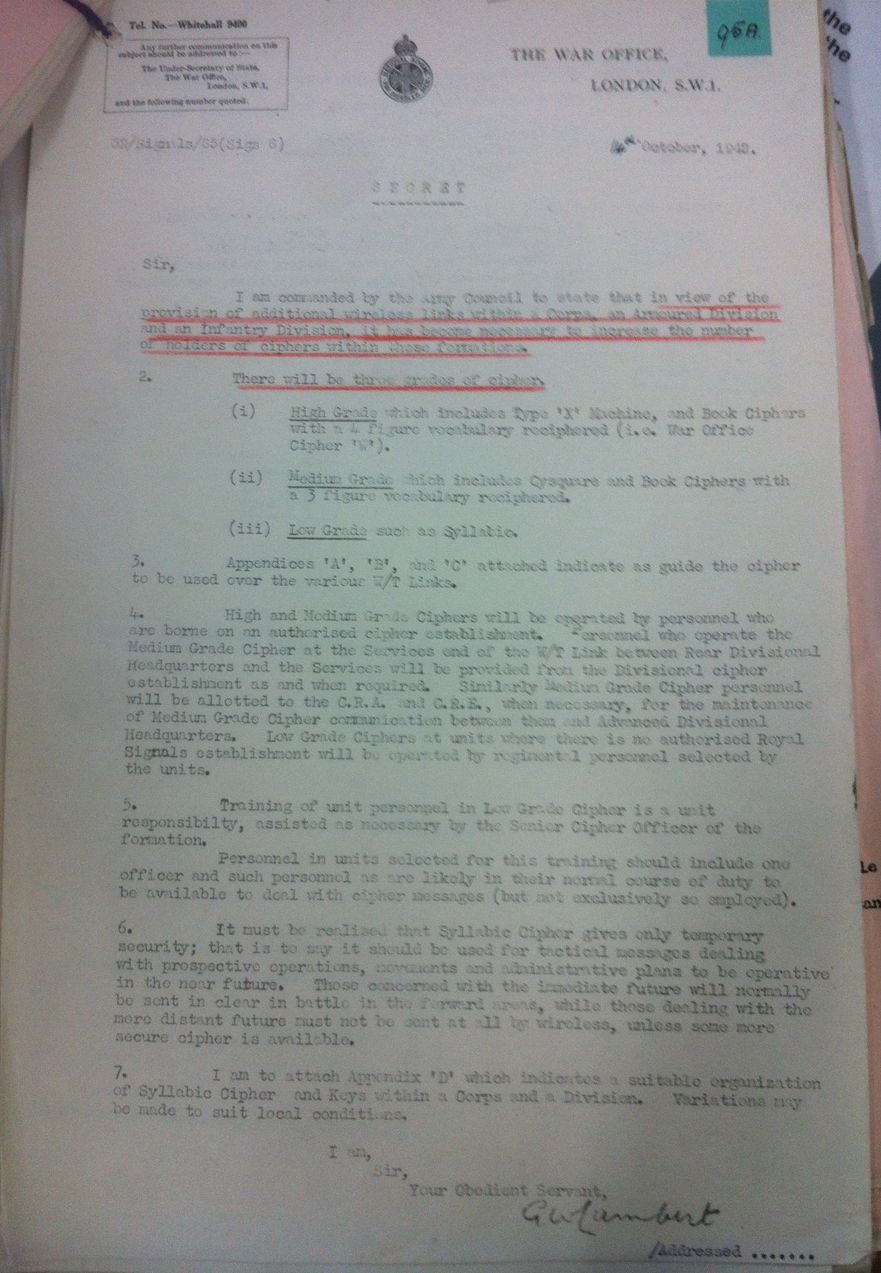 Tel. No.—Whitehall 9400
95A.
the
the
Any further communication on this
subject should be addressed to:—
The Under-Secretary of State,
The War Office,
London, S.W.1,
and the following number quoted.
THE WAR OFFICE,
LONDON, S.W.1.
32/Signals/65(Sigs 6)
October, 1942.
SECRET
Sir,
I am commanded by the Army Council to state that in view of the
provision of additional wireless links within a Corps, an Armoured Division
and an Infantry Division, it has become necessary to increase the number
of holders of ciphers within these formations.
2. There will be three grades of cipher.
(i) High Grade which includes Type 'X' Machine, and Book Ciphers
with a 4 figure vocabulary reciphered (i.e. War Office
Cipher 'W').
(ii) Medium Grade which includes Cysquare and Book Ciphers with
a 3 figure vocabulary reciphered.
(iii) Low Grade such as Syllabic.
3. Appendices 'A', 'B', and 'C' attached indicate as guide the cipher
to be used over the various W/T Links.
4. High and Medium Grade Ciphers will be operated by personnel who
are borne on an authorised cipher establishment. Personnel who operate the
Medium Grade Cipher at the Services end of the W/T Link between Rear Divisional
Headquarters and the Services will be provided from the Divisional cipher
establishment as and when required. Similarly Medium Grade Cipher personnel
will be allotted to the C.R.A. and C.R.E., when necessary, for the maintenance
of Medium Grade Cipher communication between them and Advanced Divisional
Headquarters. Low Grade Ciphers at units where there is no authorised Royal
Signals establishment will be operated by regimental personnel selected by
the units.
5. Training of unit personnel in Low Grade Cipher is a unit
responsibilty, assisted as necessary by the Senior Cipher Officer of the
formation.
Personnel in units selected for this training should include one
officer and such personnel as are likely in their normal course of duty to
be available to deal with cipher messages (but not exclusively so employed).
6. It must be realised that Syllabic Cipher gives only temporary
security; that is to say it should be used for tactical messages dealing
with prospective operations, movements and administrative plans to be operative
in the near future. Those concerned with the immediate future will normally
be sent in clear in battle in the forward areas, while those dealing with the
more distant future must not be sent at all by wireless, unless some more
secure cipher is available.
7. I am to attach Appendix 'D' which indicates a suitable organization
of Syllabic Cipher and Keys within a Corps and a Division. Variations may
be made to suit local conditions.
I am,
Sir,
Your Obedient Servant,
G W Lambert
/Addressed .......